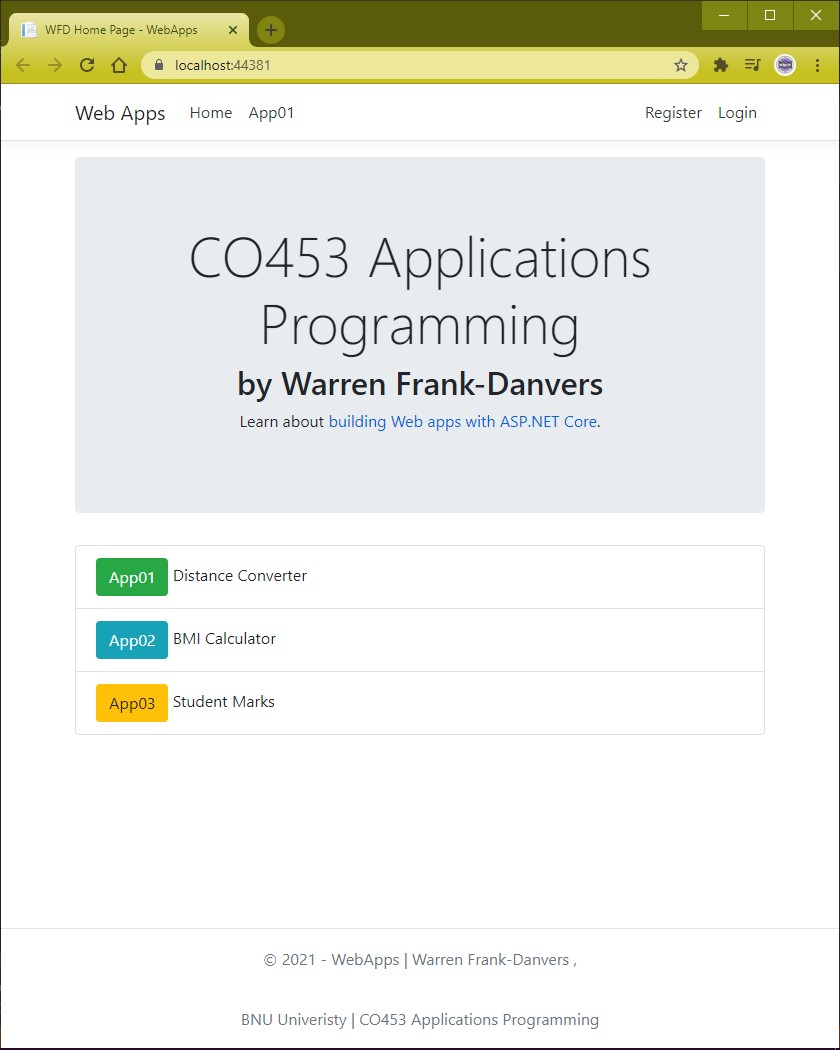 WFD Home Page - WebApps
localhost:44381
Web Apps Home App01 Register Login
CO453 Applications
Programming
by Warren Frank-Danvers
Learn about building Web apps with ASP.NET Core.
App01 Distance Converter
App02 BMI Calculator
App03 Student Marks
© 2021 - WebApps | Warren Frank-Danvers ,
BNU Univeristy | CO453 Applications Programming